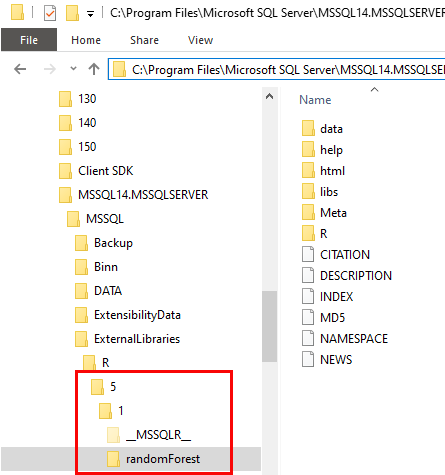 C:\Program Files\Microsoft SQL Server\MSSQL14.MSSQLS
File
Home
Share
View
C:\Program Files\Microsoft SQL Server\MSSQL14.MSSQLSE
130
140
150
Client SDK
MSSQL14.MSSQLSERVER
MSSQL
Backup
Binn
DATA
ExtensibilityData
ExternalLibraries
R
5
1
__MSSQLR__
randomForest
Name
data
help
html
libs
Meta
R
CITATION
DESCRIPTION
INDEX
MD5
NAMESPACE
NEWS